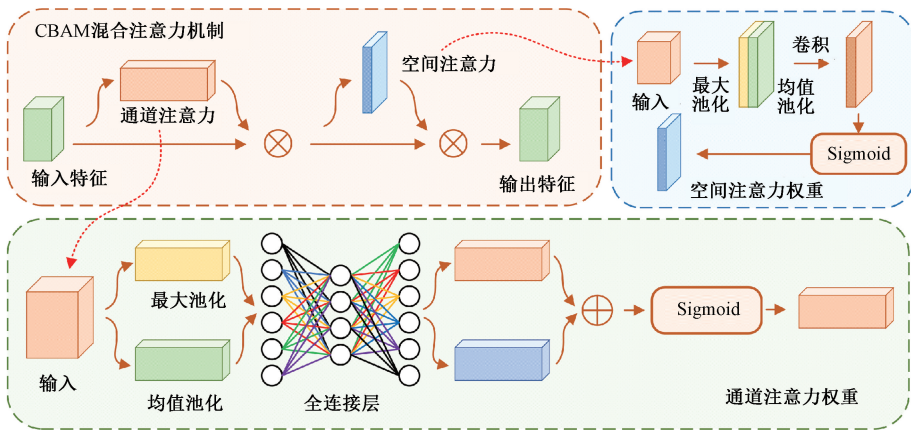 CBAM混合注意力机制
通道注意力
空间注意力
输入特征
输出特征
输入
最大
池化
均值
池化
卷积
Sigmoid
空间注意力权重
输入
最大池化
均值池化
全连接层
Sigmoid
通道注意力权重